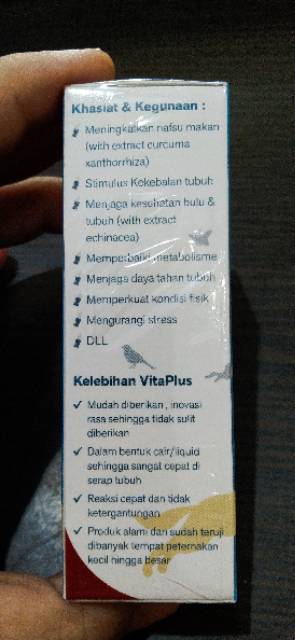 Khasiat & Kegunaan :
Meningkatkan nafsu makan
(with extract curcuma
xanthorrhiza)
Stimulus Kekebalan tubuh
Menjaga kesehatan bulu &
tubuh (with extract
echinacea)
Memperbaiki metabolisme
Menjaga daya tahan tubuh
Memperkuat kondisi fisik
Mengurangi stress
DLL
Kelebihan VitaPlus
✓ Mudah diberikan , inovasi
rasa sehingga tidak sulit
diberikan
✓ Dalam bentuk cair/liquid
sehingga sangat cepat di
serap tubuh
✓ Reaksi cepat dan tidak
ketergantungan
✓ Produk alami dan sudah teruji
dibanyak tempat peternakan
kecil hingga besar